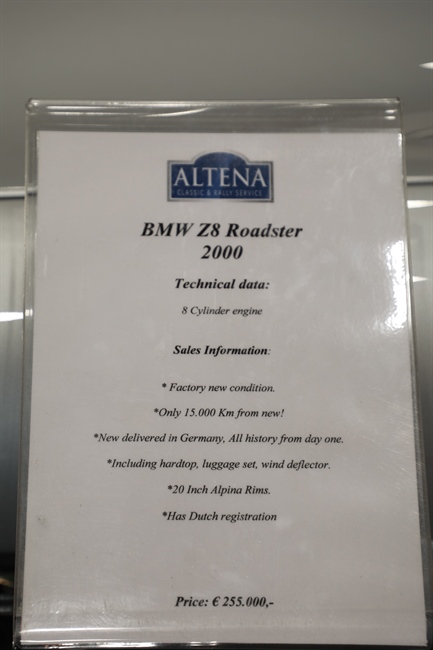 ALTENA
CLASSIC & RALLY SERVICE
BMW Z8 Roadster
2000
Technical data:
8 Cylinder engine
Sales Information:
* Factory new condition.
*Only 15.000 Km from new!
*New delivered in Germany, All history from day one.
*Including hardtop, luggage set, wind deflector.
*20 Inch Alpina Rims.
*Has Dutch registration
Price: € 255.000,-